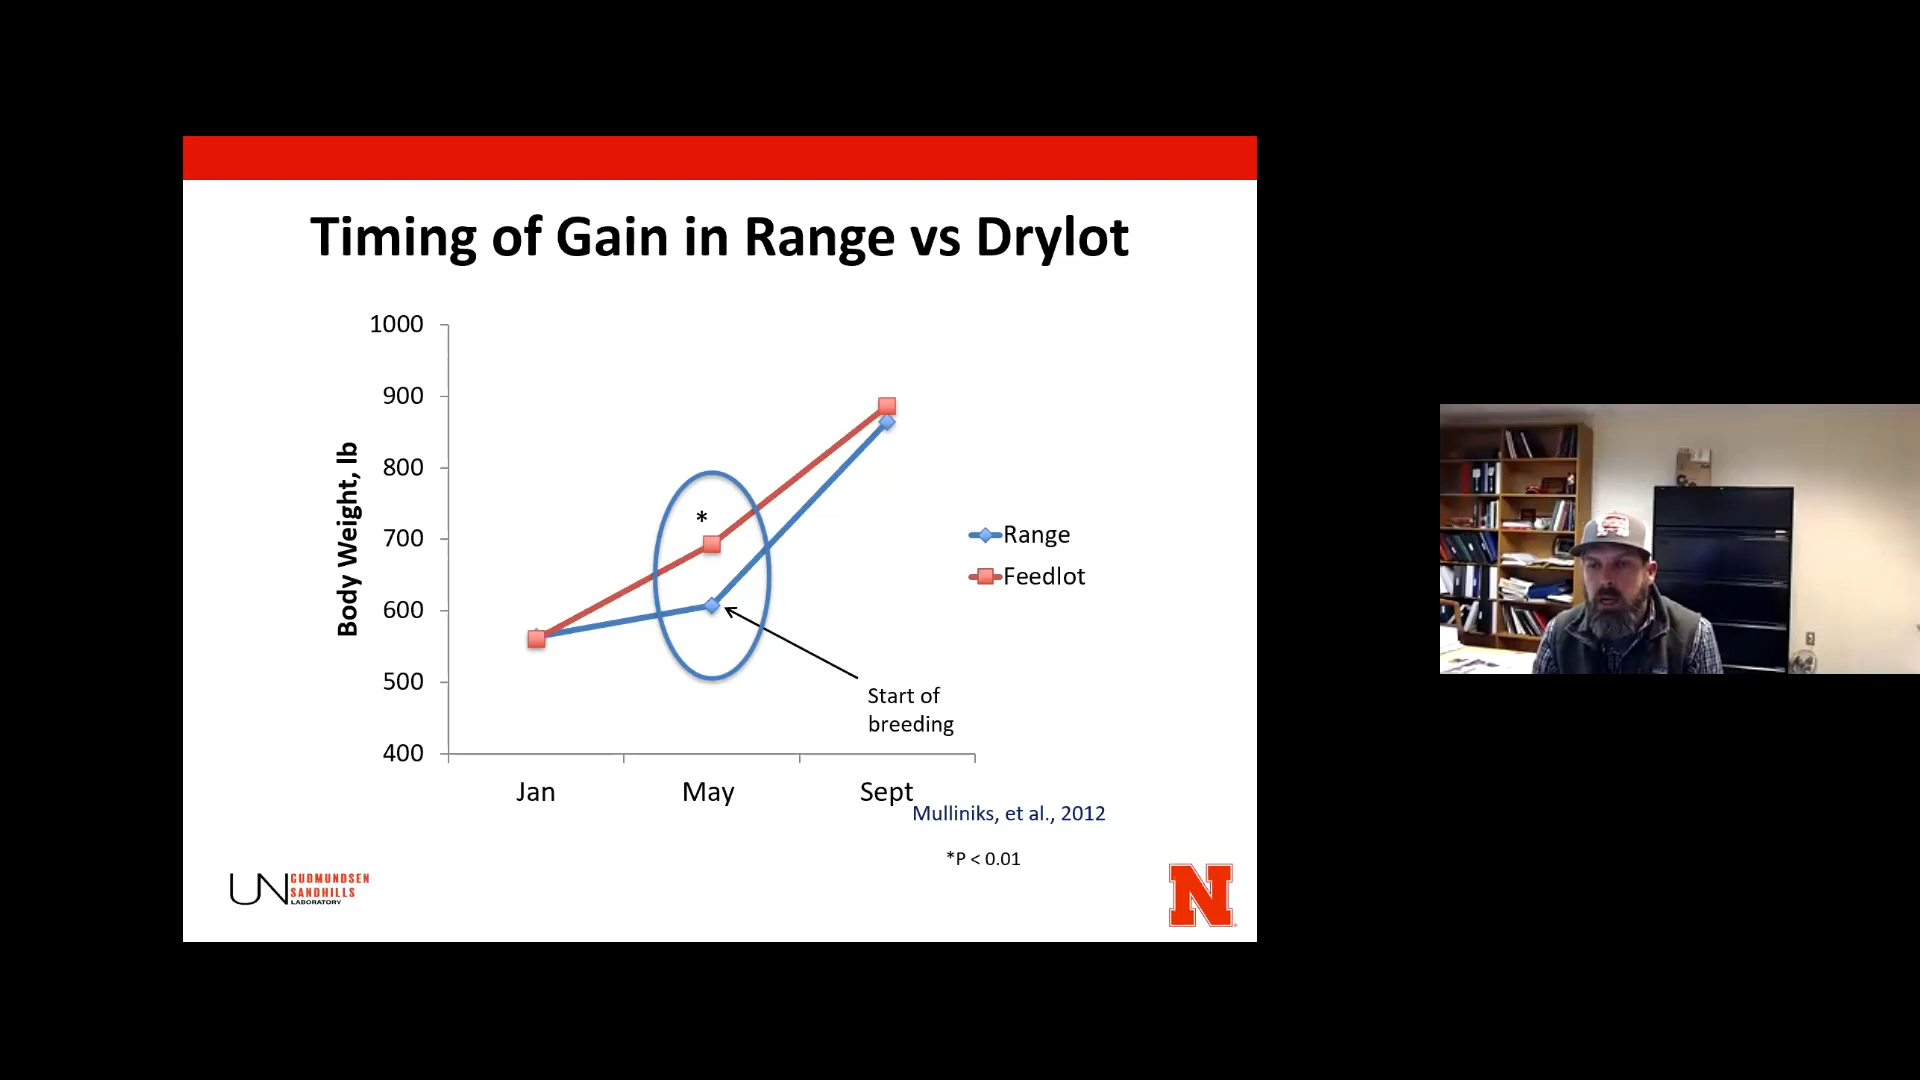 Timing of Gain in Range vs Drylot
1000
900
800
700
600
500
400
Body Weight, lb
*
Range
Feedlot
Start of
breeding
Jan
May
Sept
Mulliniks, et al., 2012
*P < 0.01
UN
GUDMUNDSEN
SANDHILLS
LABORATORY
N